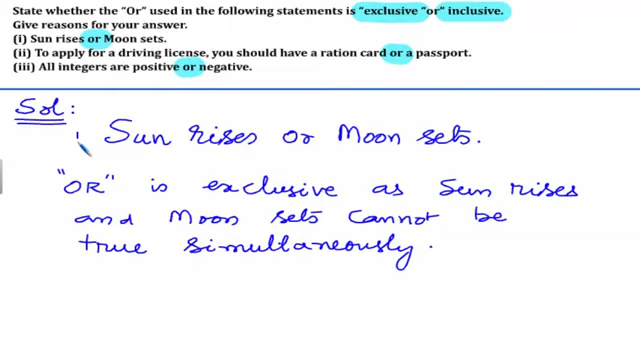 State whether the "Or" used in the following statements is "exclusive "or" inclusive.
Give reasons for your answer.
(i) Sun rises or Moon sets.
(ii) To apply for a driving license, you should have a ration card or a passport.
(iii) All integers are positive or negative.
Sol :
Sun rises or Moon sets.
"OR" is exclusive as Sun rises
and Moon sets cannot be
true simultaneously.